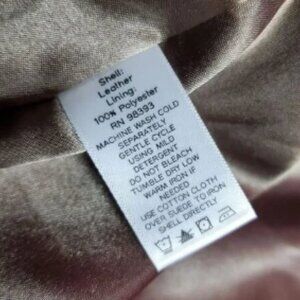 Shell:
Leather
Lining:
100% Polyester
RN 98393
MACHINE WASH COLD
SEPARATELY
GENTLE CYCLE
USING MILD
DETERGENT
DO NOT BLEACH
TUMBLE DRY LOW
WARM IRON IF
NEEDED
USE COTTON CLOTH
OVER SUEDE TO IRON
SHELL DIRECTLY